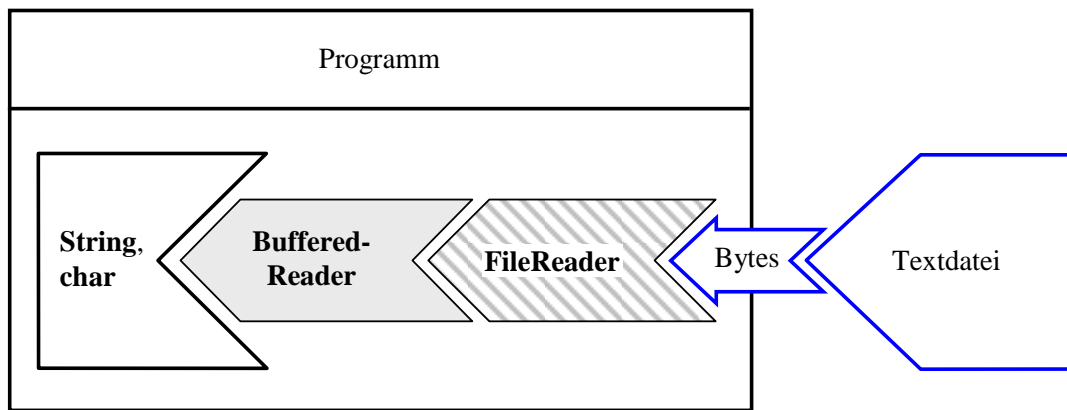 Programm
String,
char
Buffered-
Reader
FileReader
Bytes
Textdatei